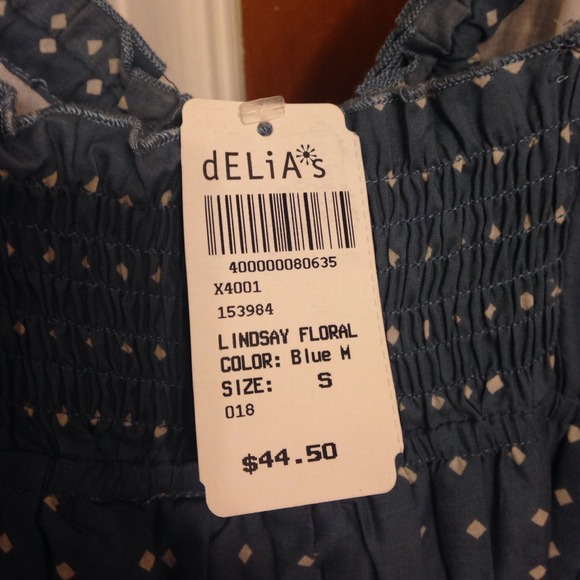 dELiA*s
400000080635
X4001
153984
LINDSAY FLORAL
COLOR: Blue M
SIZE: S
018
$44.50